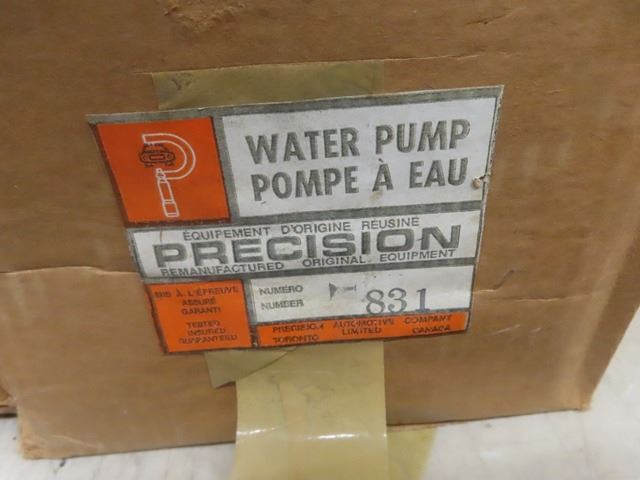 WATER PUMP
POMPE À EAU
ÉQUIPEMENT D'ORIGINE RÉUSINÉ
PRECISION
REMANUFACTURED ORIGINAL EQUIPMENT
MIS À L'ÉPREUVE
ASSURÉ
GARANTI
TESTED
INSURED
GUARANTEED
NUMÉRO
NUMBER
831
PRECISION AUTOMOTIVE COMPANY
TORONTO LIMITED CANADA